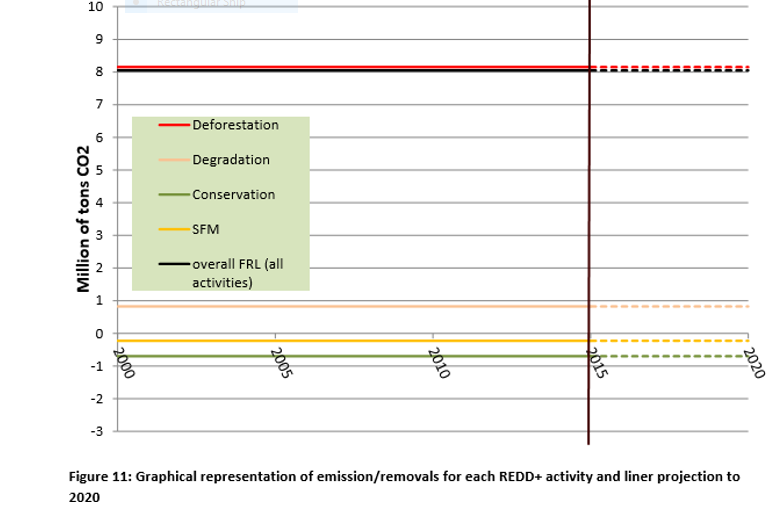 Rectangular Snip
10
9
8
7
6
5
4
3
2
1
0
-1
-2
-3
Million of tons CO2
Deforestation
Degradation
Conservation
SFM
overall FRL (all
activities)
2000
2005
2010
2015
2020
Figure 11: Graphical representation of emission/removals for each REDD+ activity and liner projection to
2020